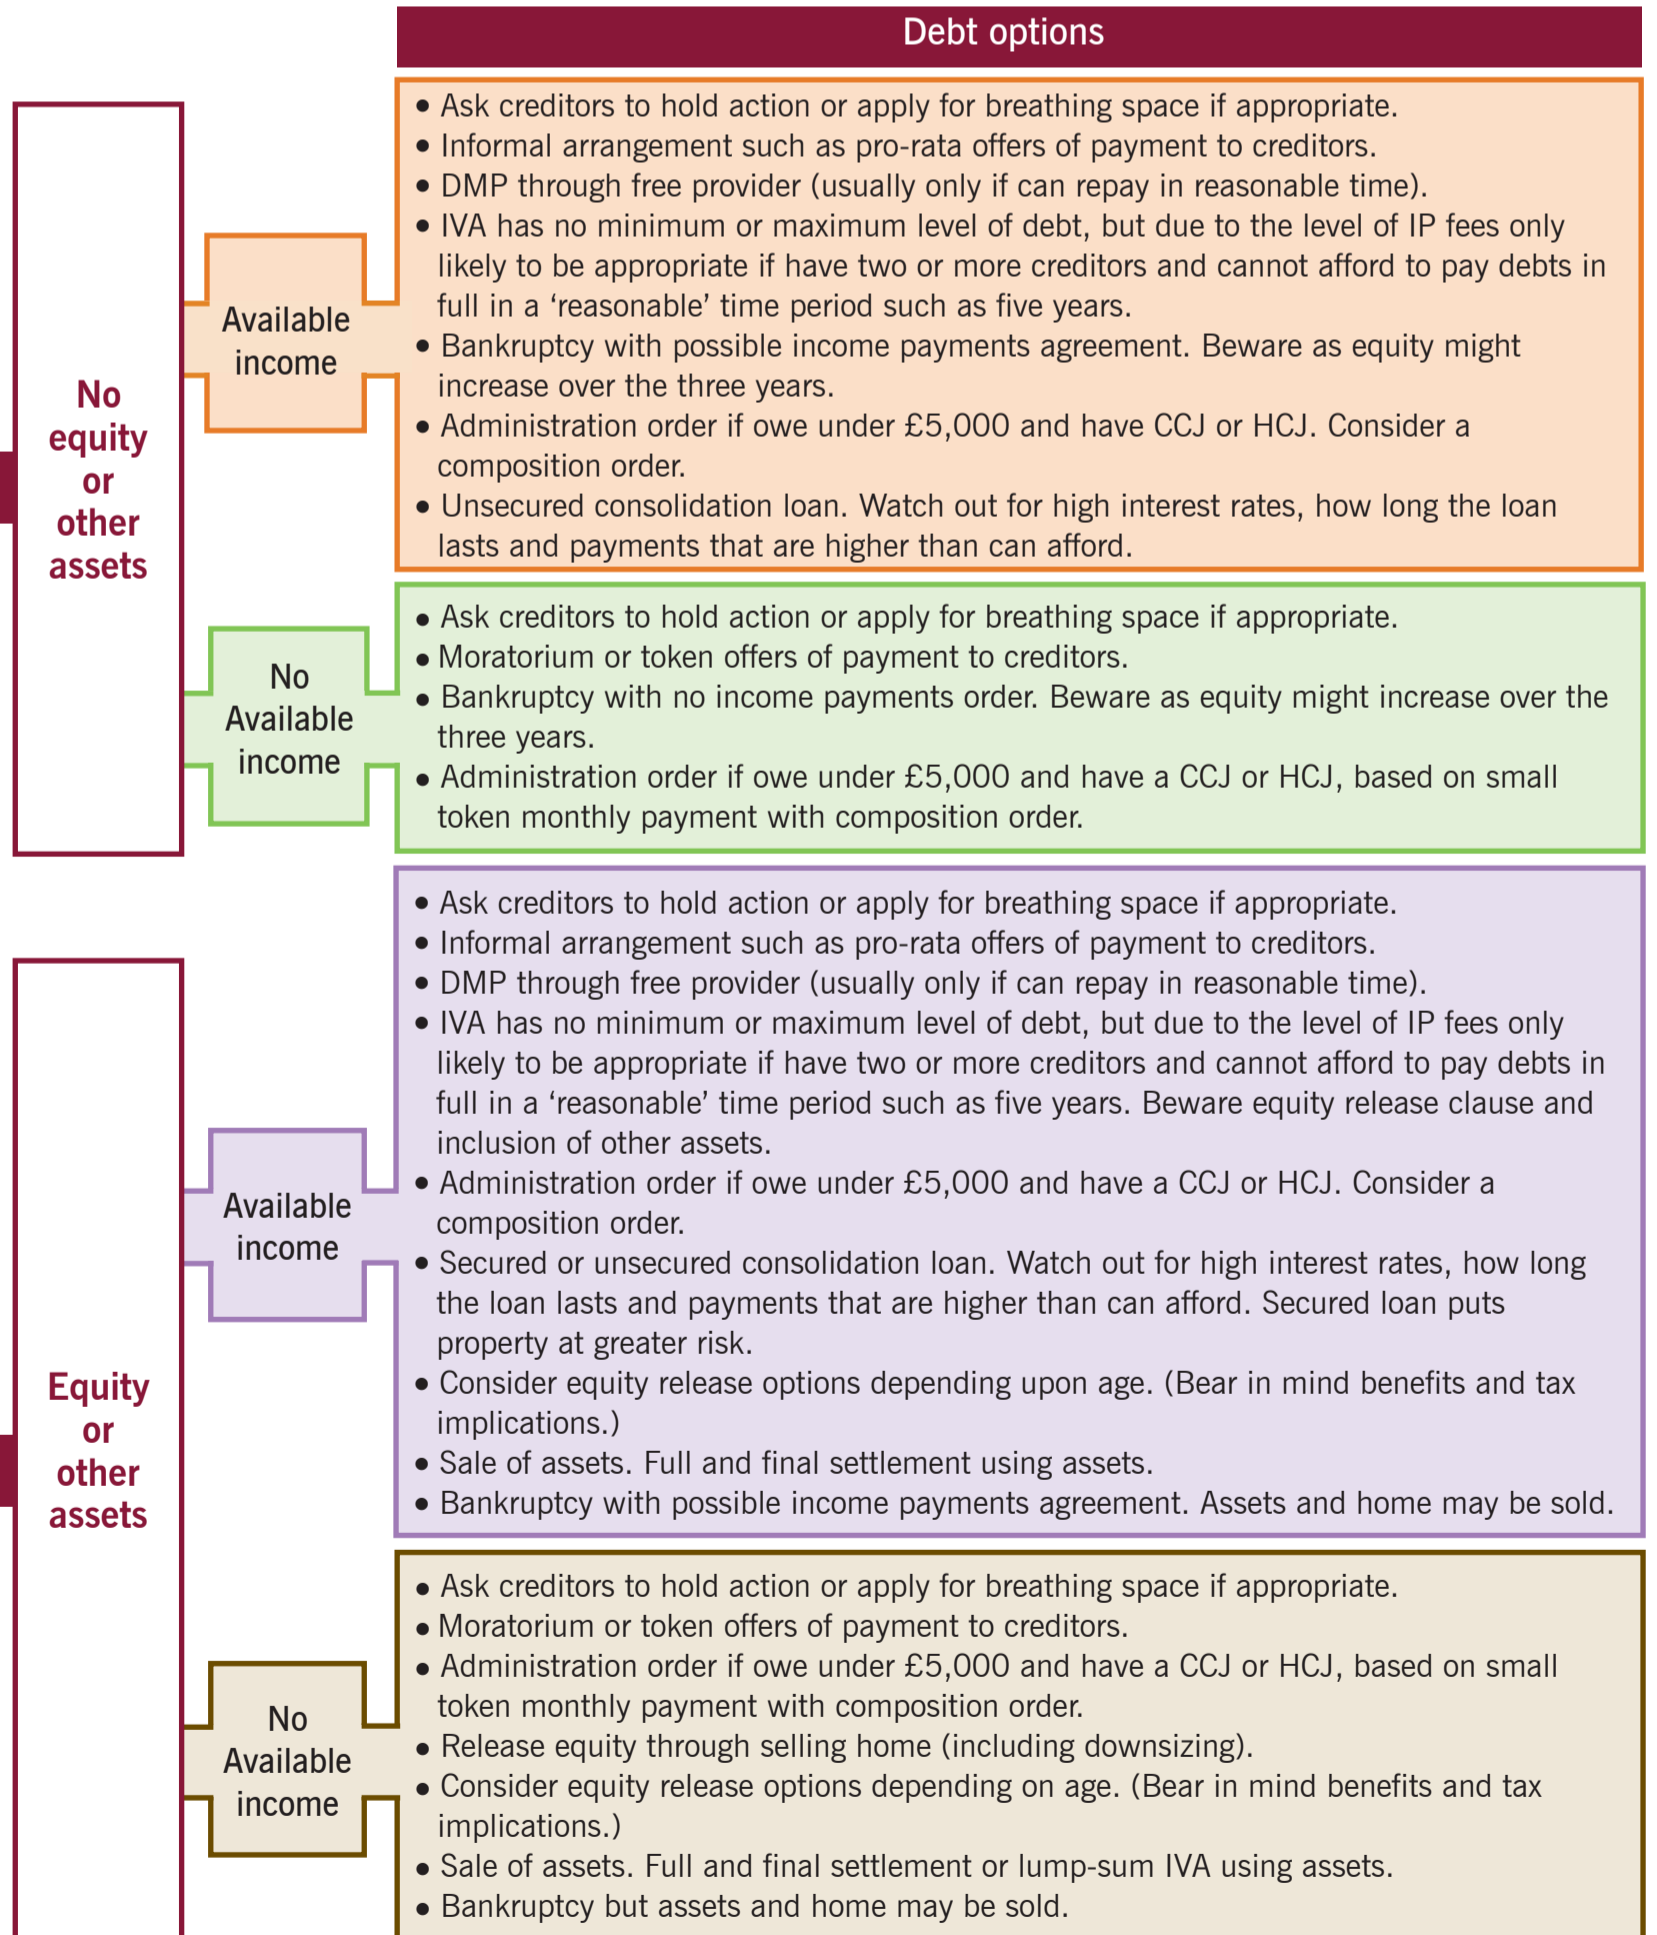 Debt options
No
equity
or
other
assets
Available
income
• Ask creditors to hold action or apply for breathing space if appropriate.
• Informal arrangement such as pro-rata offers of payment to creditors.
• DMP through free provider (usually only if can repay in reasonable time).
• IVA has no minimum or maximum level of debt, but due to the level of IP fees only
likely to be appropriate if have two or more creditors and cannot afford to pay debts in
full in a ‘reasonable’ time period such as five years.
• Bankruptcy with possible income payments agreement. Beware as equity might
increase over the three years.
• Administration order if owe under £5,000 and have CCJ or HCJ. Consider a
composition order.
• Unsecured consolidation loan. Watch out for high interest rates, how long the loan
lasts and payments that are higher than can afford.
No
Available
income
• Ask creditors to hold action or apply for breathing space if appropriate.
• Moratorium or token offers of payment to creditors.
• Bankruptcy with no income payments order. Beware as equity might increase over the
three years.
• Administration order if owe under £5,000 and have a CCJ or HCJ, based on small
token monthly payment with composition order.
Equity
or
other
assets
Available
income
• Ask creditors to hold action or apply for breathing space if appropriate.
• Informal arrangement such as pro-rata offers of payment to creditors.
• DMP through free provider (usually only if can repay in reasonable time).
• IVA has no minimum or maximum level of debt, but due to the level of IP fees only
likely to be appropriate if have two or more creditors and cannot afford to pay debts in
full in a ‘reasonable’ time period such as five years. Beware equity release clause and
inclusion of other assets.
• Administration order if owe under £5,000 and have a CCJ or HCJ. Consider a
composition order.
• Secured or unsecured consolidation loan. Watch out for high interest rates, how long
the loan lasts and payments that are higher than can afford. Secured loan puts
property at greater risk.
• Consider equity release options depending upon age. (Bear in mind benefits and tax
implications.)
• Sale of assets. Full and final settlement using assets.
• Bankruptcy with possible income payments agreement. Assets and home may be sold.
No
Available
income
• Ask creditors to hold action or apply for breathing space if appropriate.
• Moratorium or token offers of payment to creditors.
• Administration order if owe under £5,000 and have a CCJ or HCJ, based on small
token monthly payment with composition order.
• Release equity through selling home (including downsizing).
• Consider equity release options depending on age. (Bear in mind benefits and tax
implications.)
• Sale of assets. Full and final settlement or lump-sum IVA using assets.
• Bankruptcy but assets and home may be sold.